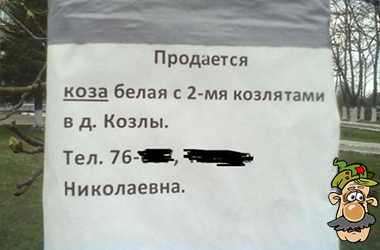 Продается
коза белая с 2-мя козлятами
в д. Козлы.
Тел. 76-
Николаевна.